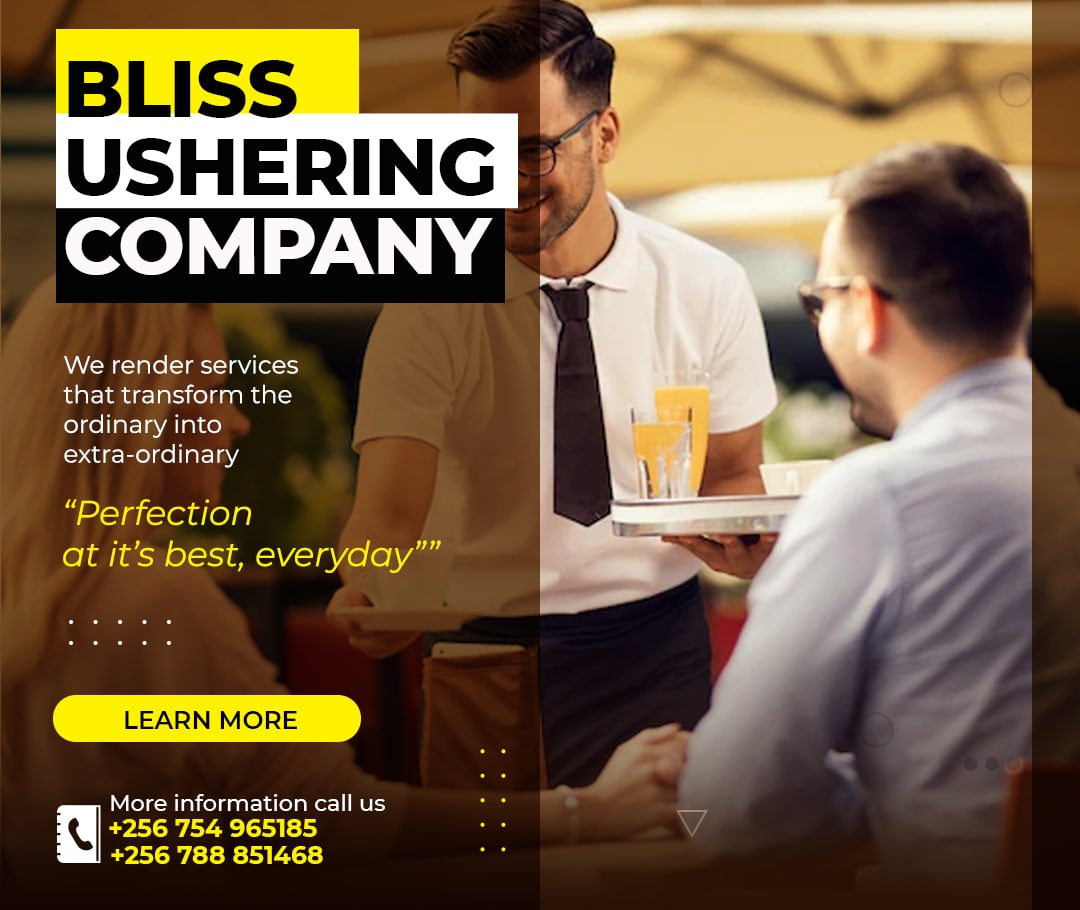 BLISS
USHERING
COMPANY
We render services
that transform the
ordinary into
extra-ordinary
“Perfection
at it’s best, everyday””
LEARN MORE
More information call us
+256 754 965185
+256 788 851468